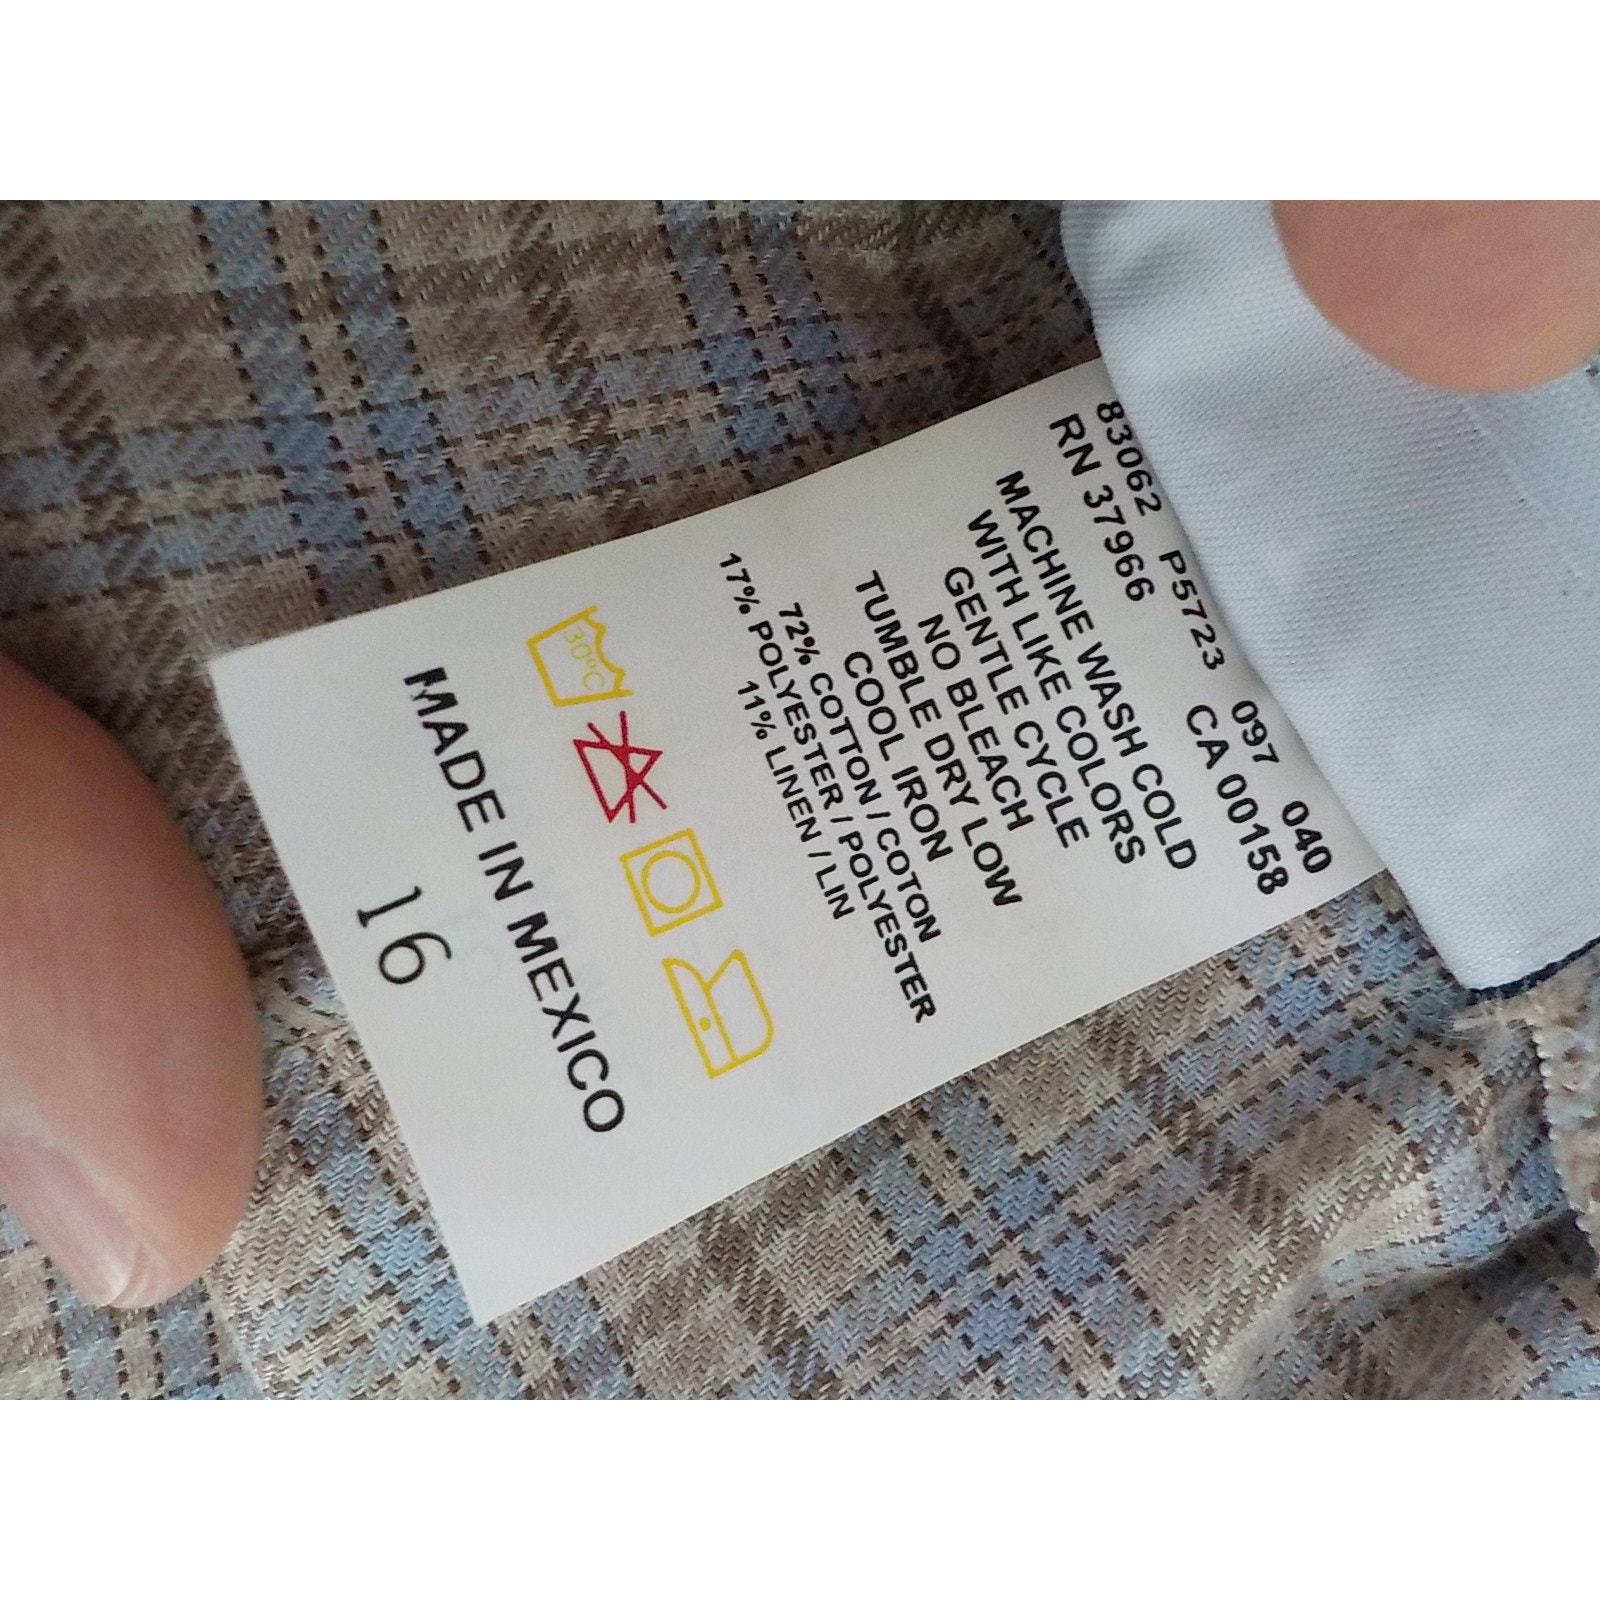 83062 P5723 097 040
RN 37966 CA 00158
MACHINE WASH COLD
WITH LIKE COLORS
GENTLE CYCLE
NO BLEACH
TUMBLE DRY LOW
COOL IRON
72% COTTON / COTON
17% POLYESTER / POLYESTER
11% LINEN / LIN
30°C
MADE IN MEXICO
16